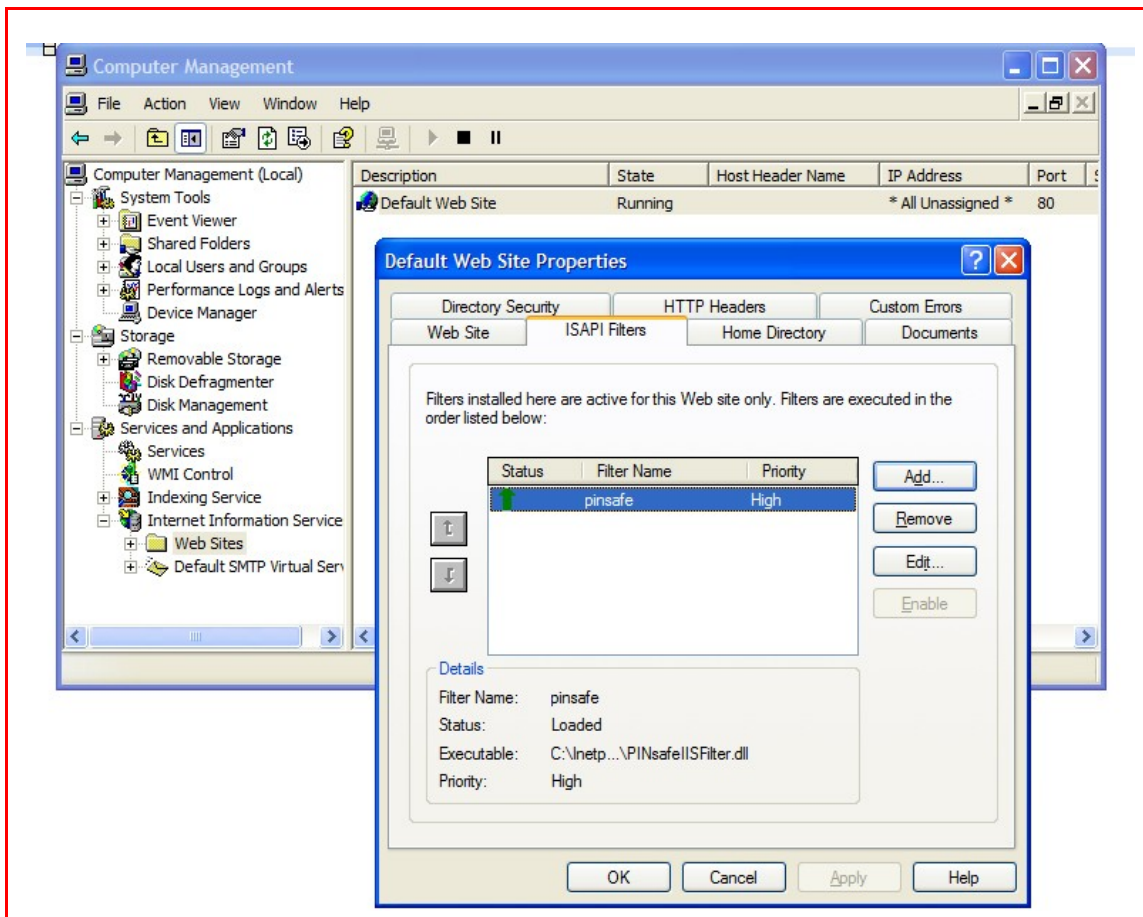 Computer Management
File Action View Window Help
Computer Management (Local)
System Tools
Event Viewer
Shared Folders
Local Users and Groups
Performance Logs and Alerts
Device Manager
Storage
Removable Storage
Disk Defragmenter
Disk Management
Services and Applications
Services
WMI Control
Indexing Service
Internet Information Service
Web Sites
Default SMTP Virtual Serv
Description State Host Header Name IP Address Port S
Default Web Site Running * All Unassigned * 80
Default Web Site Properties
Directory Security HTTP Headers Custom Errors
Web Site ISAPI Filters Home Directory Documents
Filters installed here are active for this Web site only. Filters are executed in the
order listed below:
Status Filter Name Priority
pinsafe High
Add...
Remove
Edit...
Enable
Details
Filter Name: pinsafe
Status: Loaded
Executable: C:\Inetp...\PINsafeIISFilter.dll
Priority: High
OK Cancel Apply Help